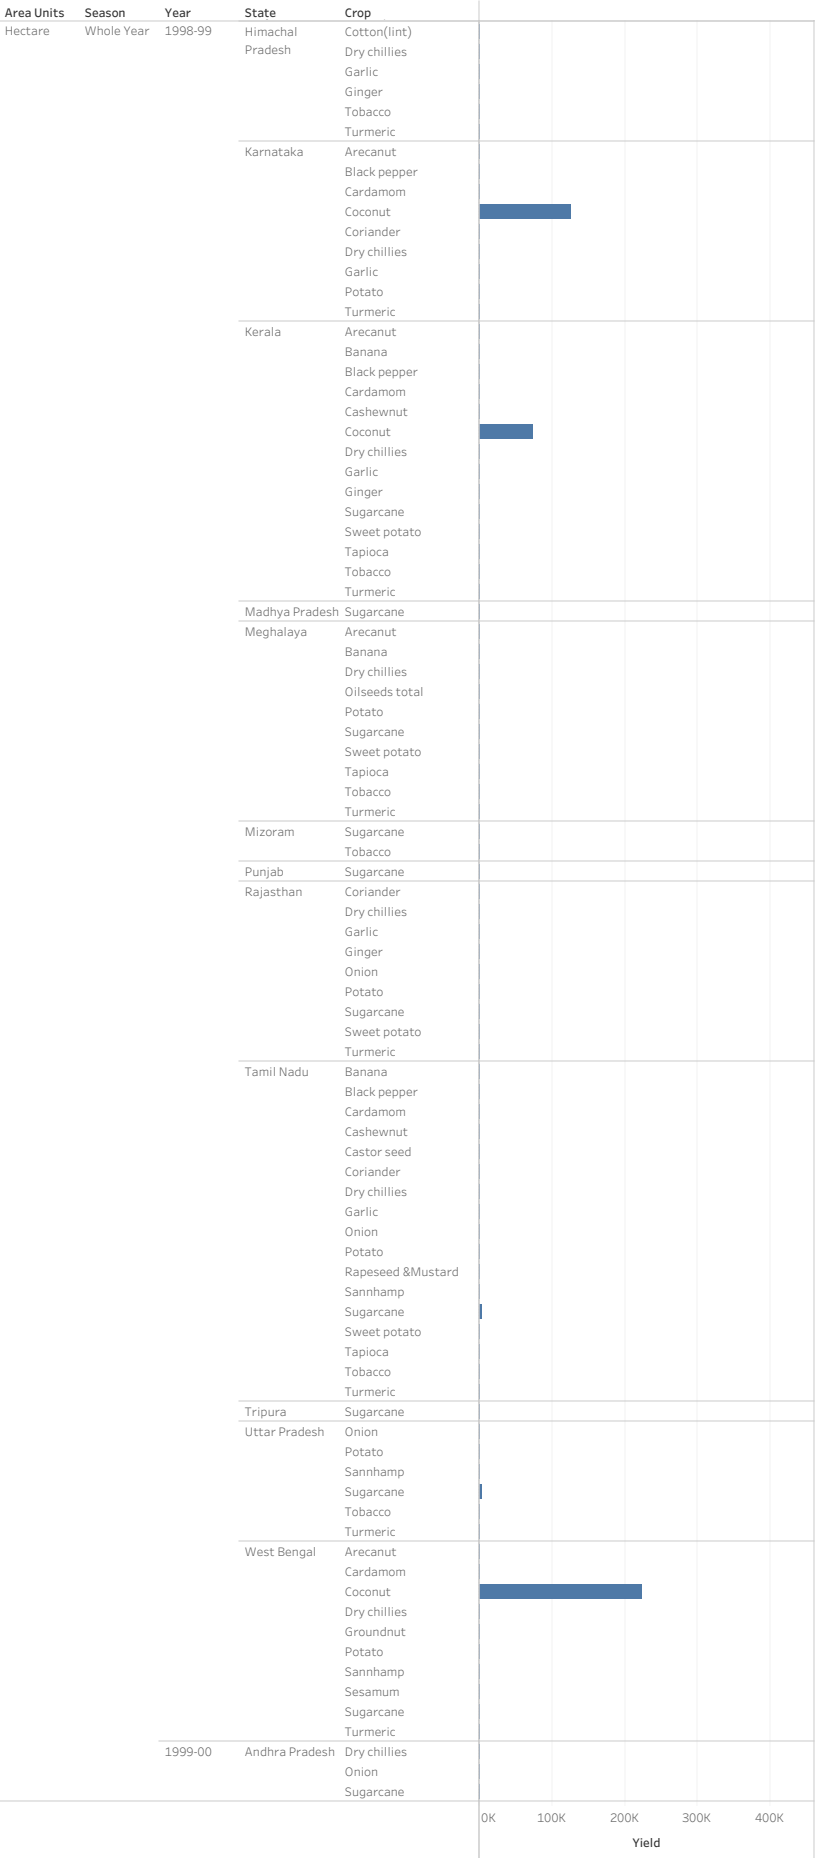 Area Units Season Year State Crop
Hectare Whole Year 1998-99 Himachal Pradesh Cotton(lint)
Dry chillies
Garlic
Ginger
Tobacco
Turmeric
Karnataka Arecanut
Black pepper
Cardamom
Coconut
Coriander
Dry chillies
Garlic
Potato
Turmeric
Kerala Arecanut
Banana
Black pepper
Cardamom
Cashewnut
Coconut
Dry chillies
Garlic
Ginger
Sugarcane
Sweet potato
Tapioca
Tobacco
Turmeric
Madhya Pradesh Sugarcane
Meghalaya Arecanut
Banana
Dry chillies
Oilseeds total
Potato
Sugarcane
Sweet potato
Tapioca
Tobacco
Turmeric
Mizoram Sugarcane
Tobacco
Punjab Sugarcane
Rajasthan Coriander
Dry chillies
Garlic
Ginger
Onion
Potato
Sugarcane
Sweet potato
Turmeric
Tamil Nadu Banana
Black pepper
Cardamom
Cashewnut
Castor seed
Coriander
Dry chillies
Garlic
Onion
Potato
Rapeseed &Mustard
Sannhamp
Sugarcane
Sweet potato
Tapioca
Tobacco
Turmeric
Tripura Sugarcane
Uttar Pradesh Onion
Potato
Sannhamp
Sugarcane
Tobacco
Turmeric
West Bengal Arecanut
Cardamom
Coconut
Dry chillies
Groundnut
Potato
Sannhamp
Sesamum
Sugarcane
Turmeric
1999-00 Andhra Pradesh Dry chillies
Onion
Sugarcane
0K 100K 200K 300K 400K
Yield